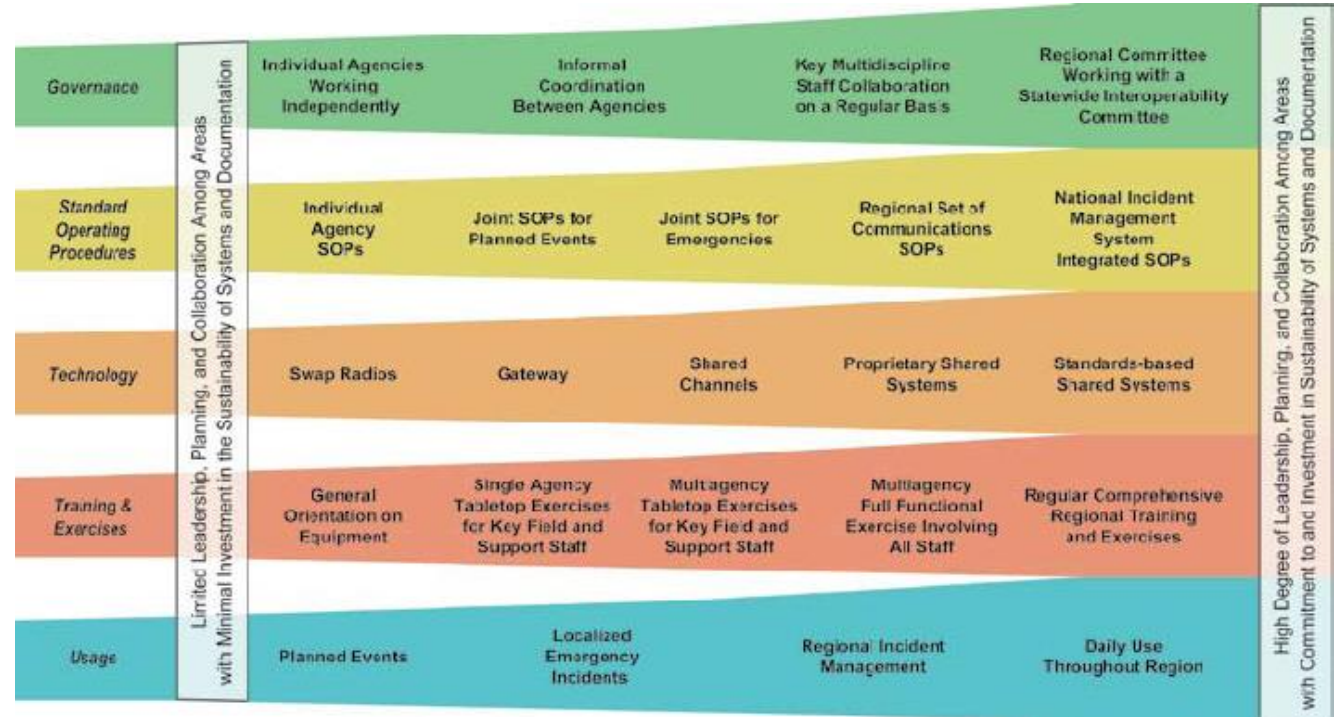 Governance
Limited Leadership, Planning, and Collaboration Among Areas
with Minimal Investment in the Sustainability of Systems and Documentation
Individual Agencies
Working
Independently
Informal
Coordination
Between Agencies
Key Multidiscipline
Staff Collaboration
on a Regular Basis
Regional Committee
Working with a
Statewide Interoperability
Committee
High Degree of Leadership, Planning, and Collaboration Among Areas
with Commitment to and Investment in Sustainability of Systems and Documentation
Standard
Operating
Procedures
Individual
Agency
SOPs
Joint SOPs for
Planned Events
Joint SOPs for
Emergencies
Regional Set of
Communications
SOPs
National Incident
Management
System
Integrated SOPs
Technology
Swap Radios
Gateway
Shared
Channels
Proprietary Shared
Systems
Standards-based
Shared Systems
Training &
Exercises
General
Orientation on
Equipment
Single Agency
Tabletop Exercises
for Key Field and
Support Staff
Multiagency
Tabletop Exercises
for Key Field and
Support Staff
Multiagency
Full Functional
Exercise Involving
All Staff
Regular Comprehensive
Regional Training
and Exercises
Usage
Planned Events
Localized
Emergency
Incidents
Regional Incident
Management
Daily Use
Throughout Region